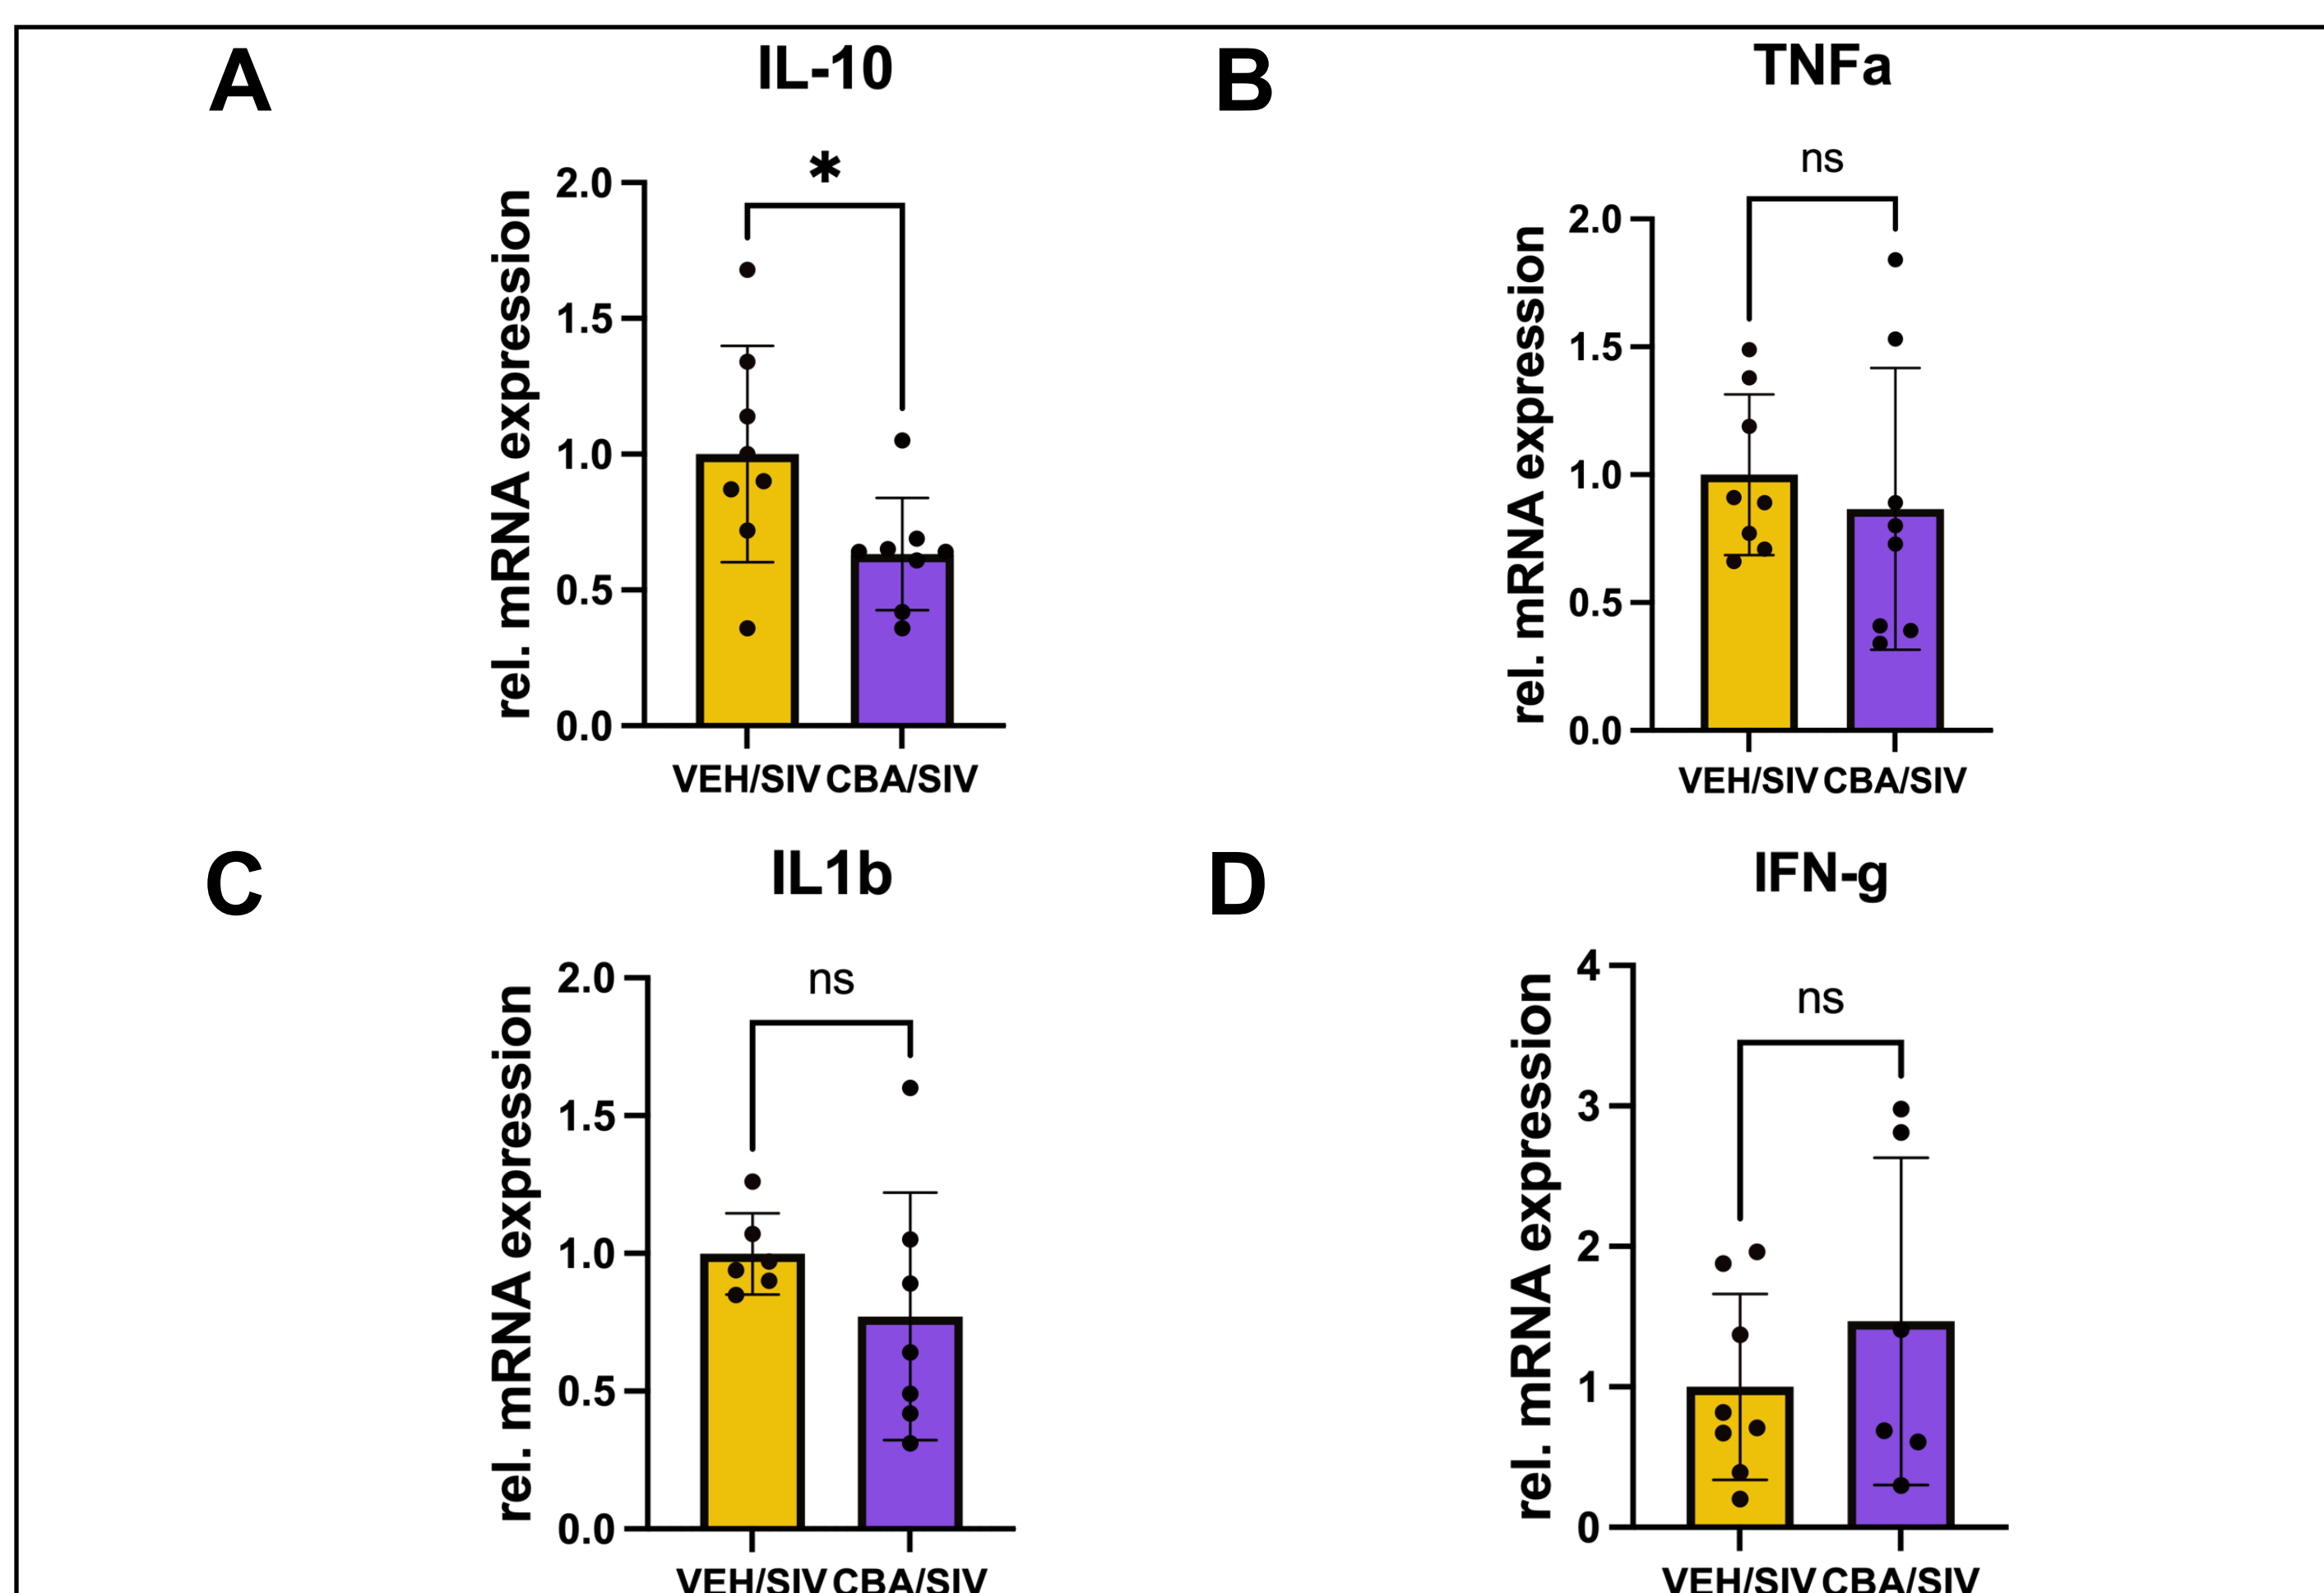 A
IL-10
*
rel. mRNA expression
2.0
1.5
1.0
0.5
0.0
VEH/SIV CBA/SIV
B
TNFa
ns
rel. mRNA expression
2.0
1.5
1.0
0.5
0.0
VEH/SIV CBA/SIV
C
IL1b
ns
rel. mRNA expression
2.0
1.5
1.0
0.5
0.0
VEH/SIV CBA/SIV
D
IFN-g
ns
rel. mRNA expression
4
3
2
1
0
VEH/SIV CBA/SIV